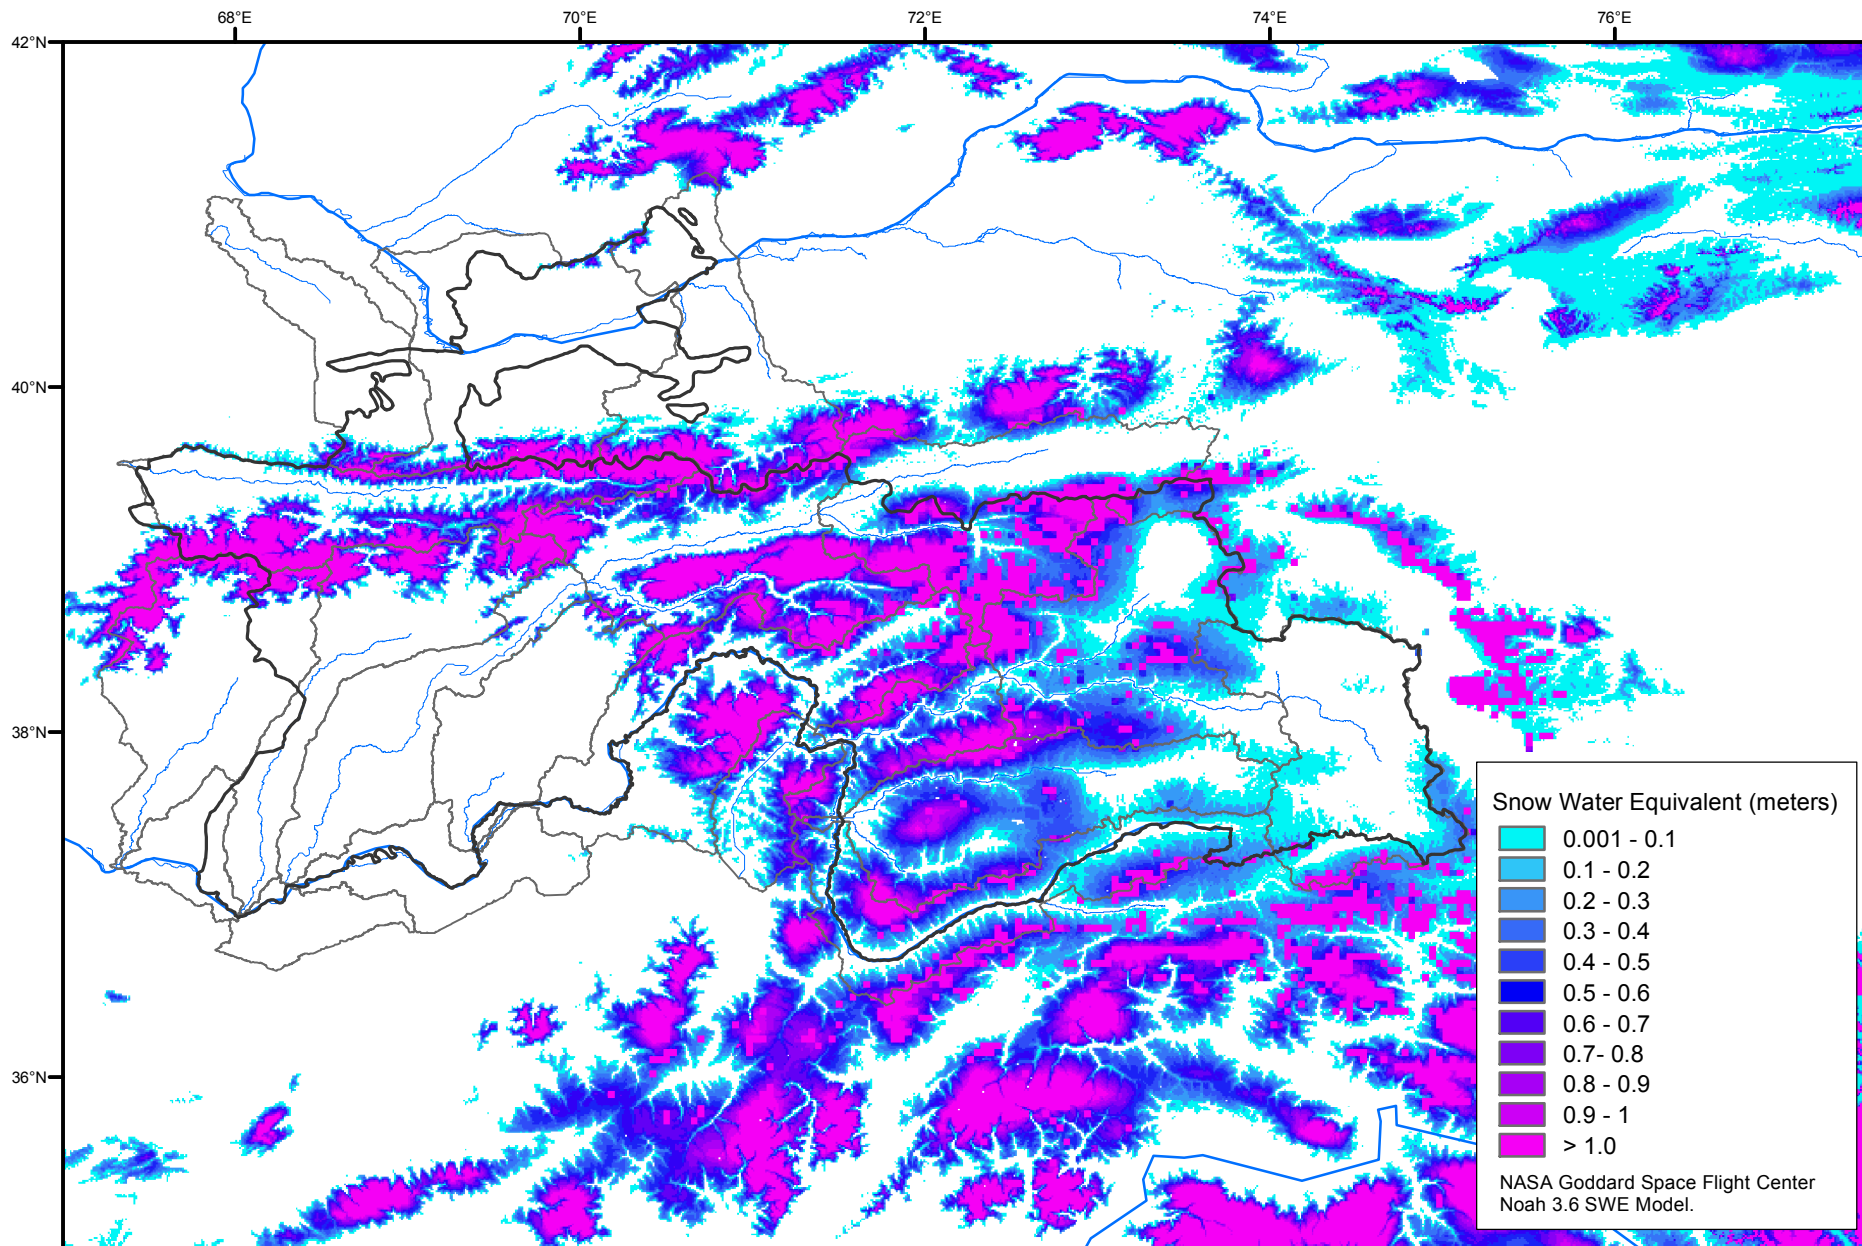 68°E
70°E
72°E
74°E
76°E
42°N
40°N
38°N
36°N
Snow Water Equivalent (meters)
0.001 - 0.1
0.1 - 0.2
0.2 - 0.3
0.3 - 0.4
0.4 - 0.5
0.5 - 0.6
0.6 - 0.7
0.7- 0.8
0.8 - 0.9
0.9 - 1
> 1.0
NASA Goddard Space Flight Center
Noah 3.6 SWE Model.